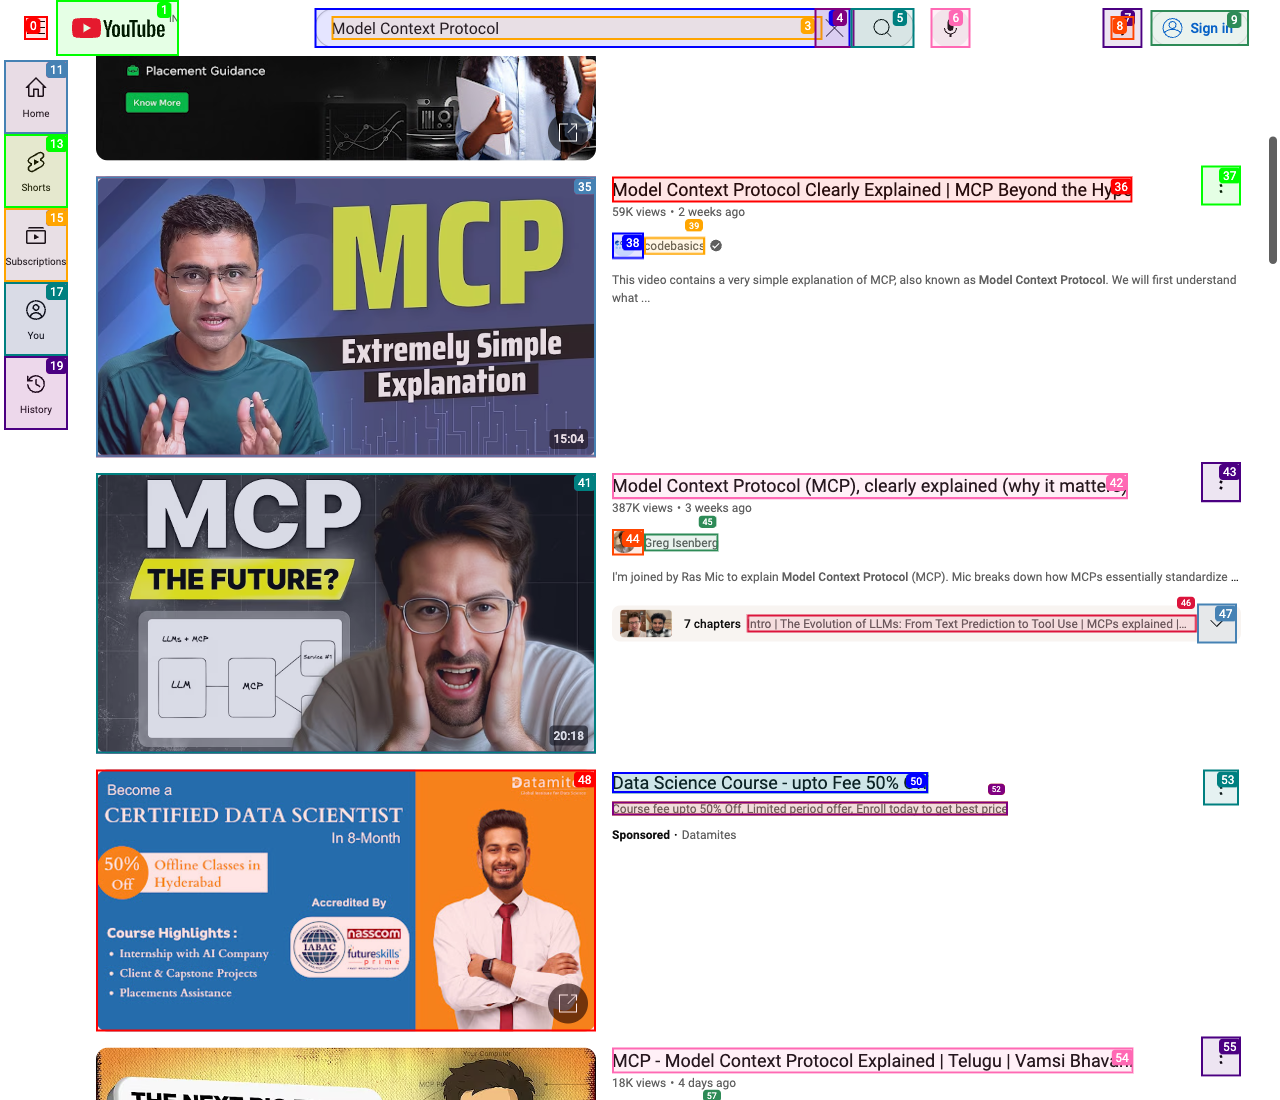 0
YouTube
IN
1
Model Context Protocol
3
4
5
6
8
Sign in
9
11
Home
13
Shorts
15
Subscriptions
17
You
19
History
Placement Guidance
Know More
MCP
Extremely Simple
Explanation
15:04
35
Model Context Protocol Clearly Explained | MCP Beyond the Hype
36
37
59K views • 2 weeks ago
39
38
codebasics
This video contains a very simple explanation of MCP, also known as Model Context Protocol. We will first understand
what ...
MCP
THE FUTURE?
LLMs + MCP
LLM
MCP
Service #1
20:18
41
Model Context Protocol (MCP), clearly explained (why it matters)
42
43
387K views • 3 weeks ago
45
44
Greg Isenberg
I'm joined by Ras Mic to explain Model Context Protocol (MCP). Mic breaks down how MCPs essentially standardize ...
46
7 chapters
Intro | The Evolution of LLMs: From Text Prediction to Tool Use | MCPs explained |...
47
Become a
CERTIFIED DATA SCIENTIST
In 8-Month
50%
Off
Offline Classes in
Hyderabad
Accredited By
IABAC
nasscom
futureskills
prime
Course Highlights :
• Internship with AI Company
• Client & Capstone Projects
• Placements Assistance
48
Data Science Course - upto Fee 50%
50
53
52
Course fee upto 50% Off, Limited period offer, Enroll today to get best price
Sponsored · Datamites
Your Computer
MCP - Model Context Protocol Explained | Telugu | Vamsi Bhava...
54
55
18K views • 4 days ago
57